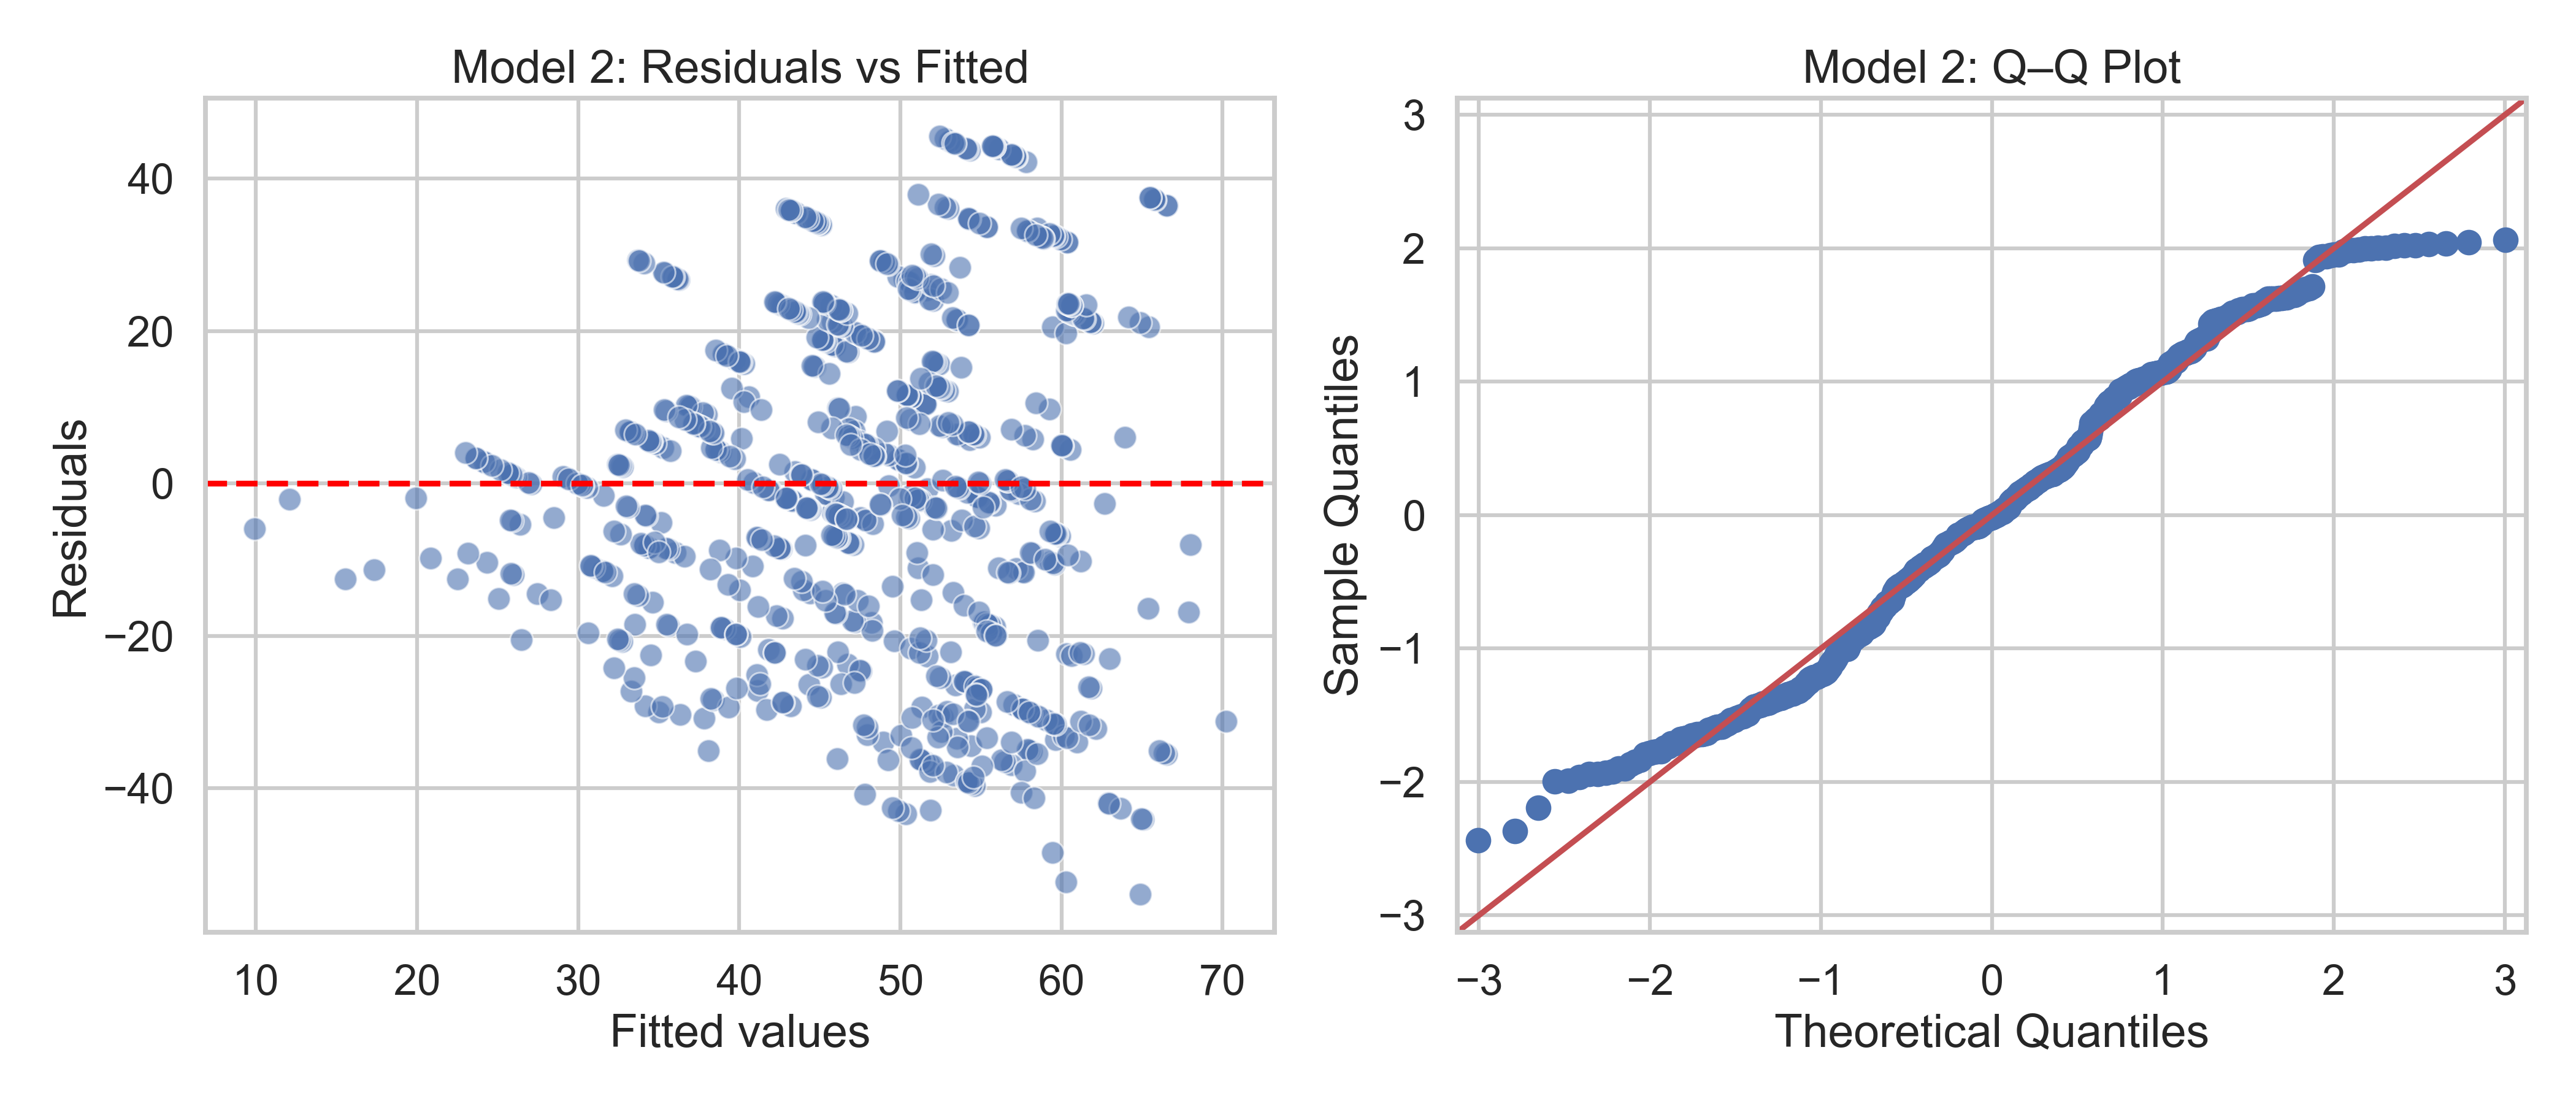 Model 2: Residuals vs Fitted
Residuals
40
20
0
−20
−40
10 20 30 40 50 60 70
Fitted values
Model 2: Q–Q Plot
Sample Quantiles
3
2
1
0
−1
−2
−3
−3 −2 −1 0 1 2 3
Theoretical Quantiles